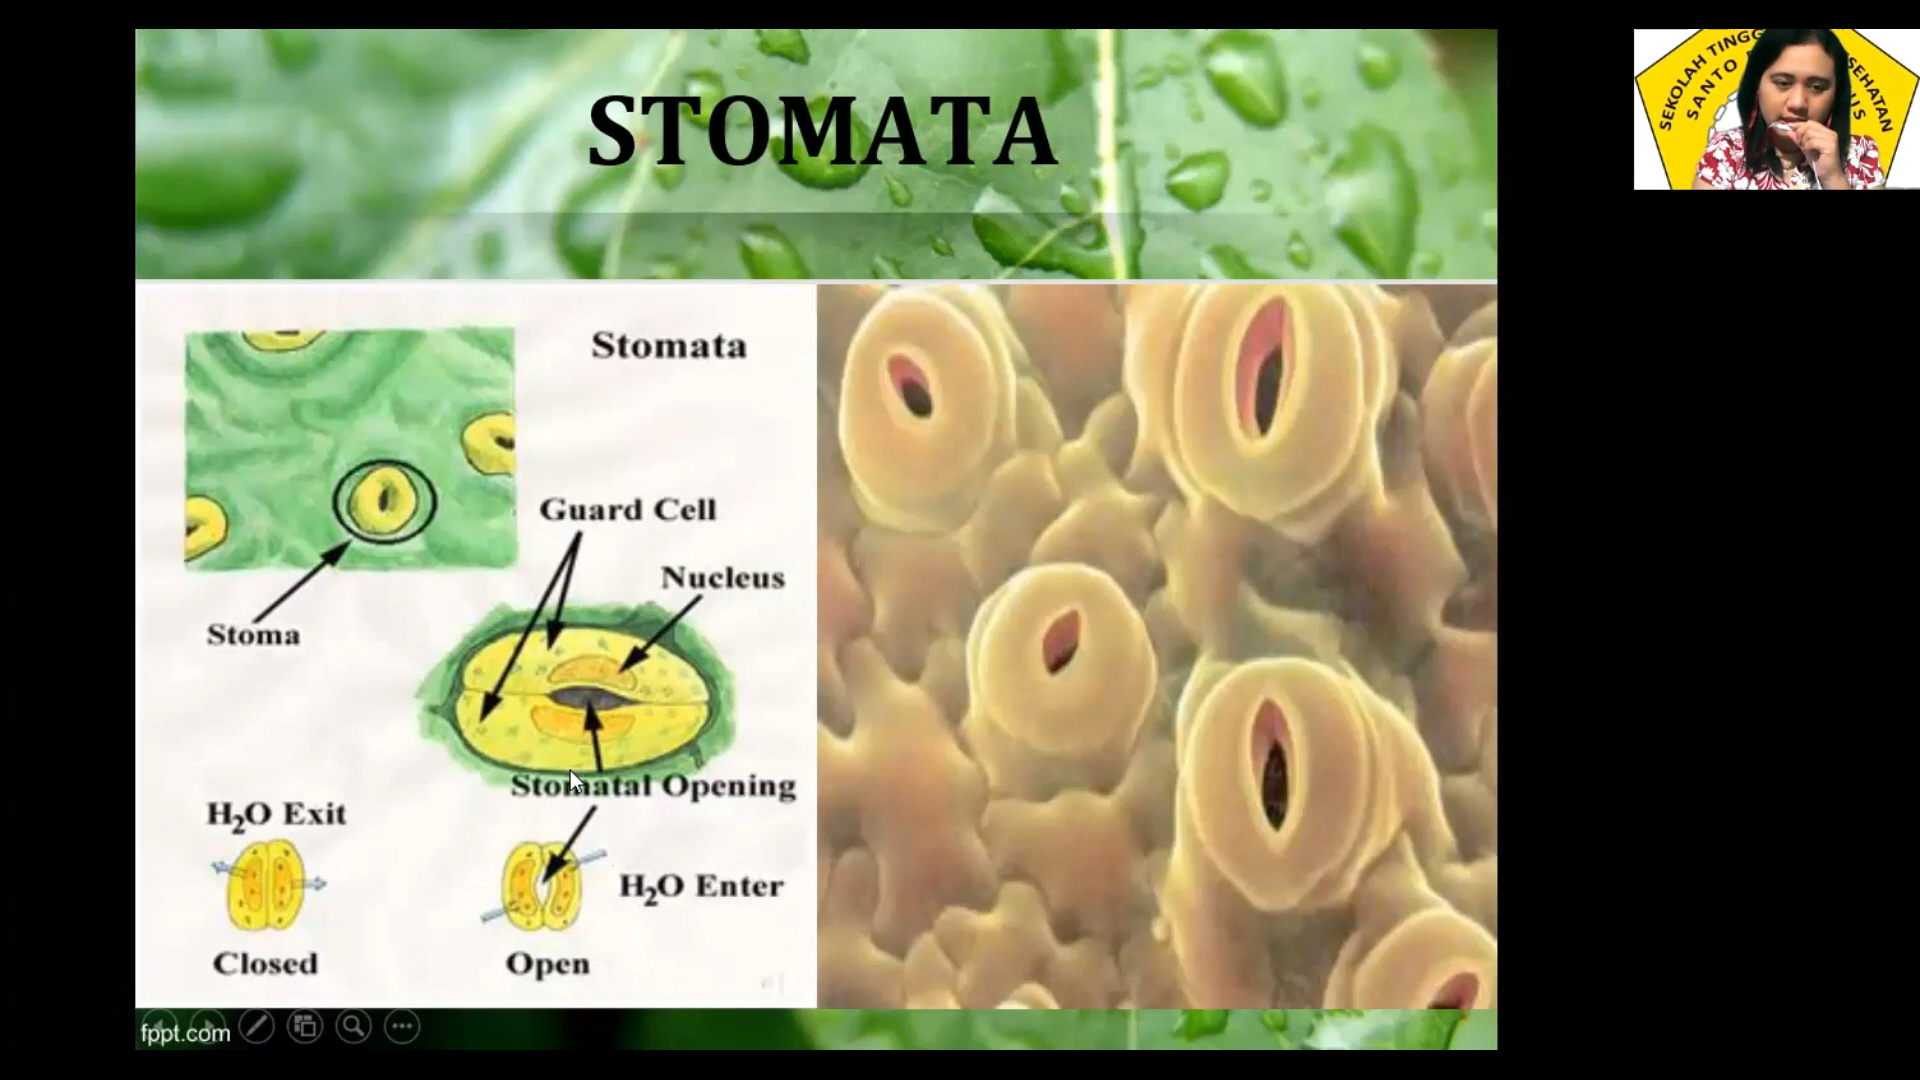 STOMATA
Stomata
Guard Cell
Nucleus
Stoma
Stomatal Opening
H₂O Exit
H₂O Enter
Closed
Open
fppt.com
SEKOLAH TINGG
SANTO
SEHATAN
US